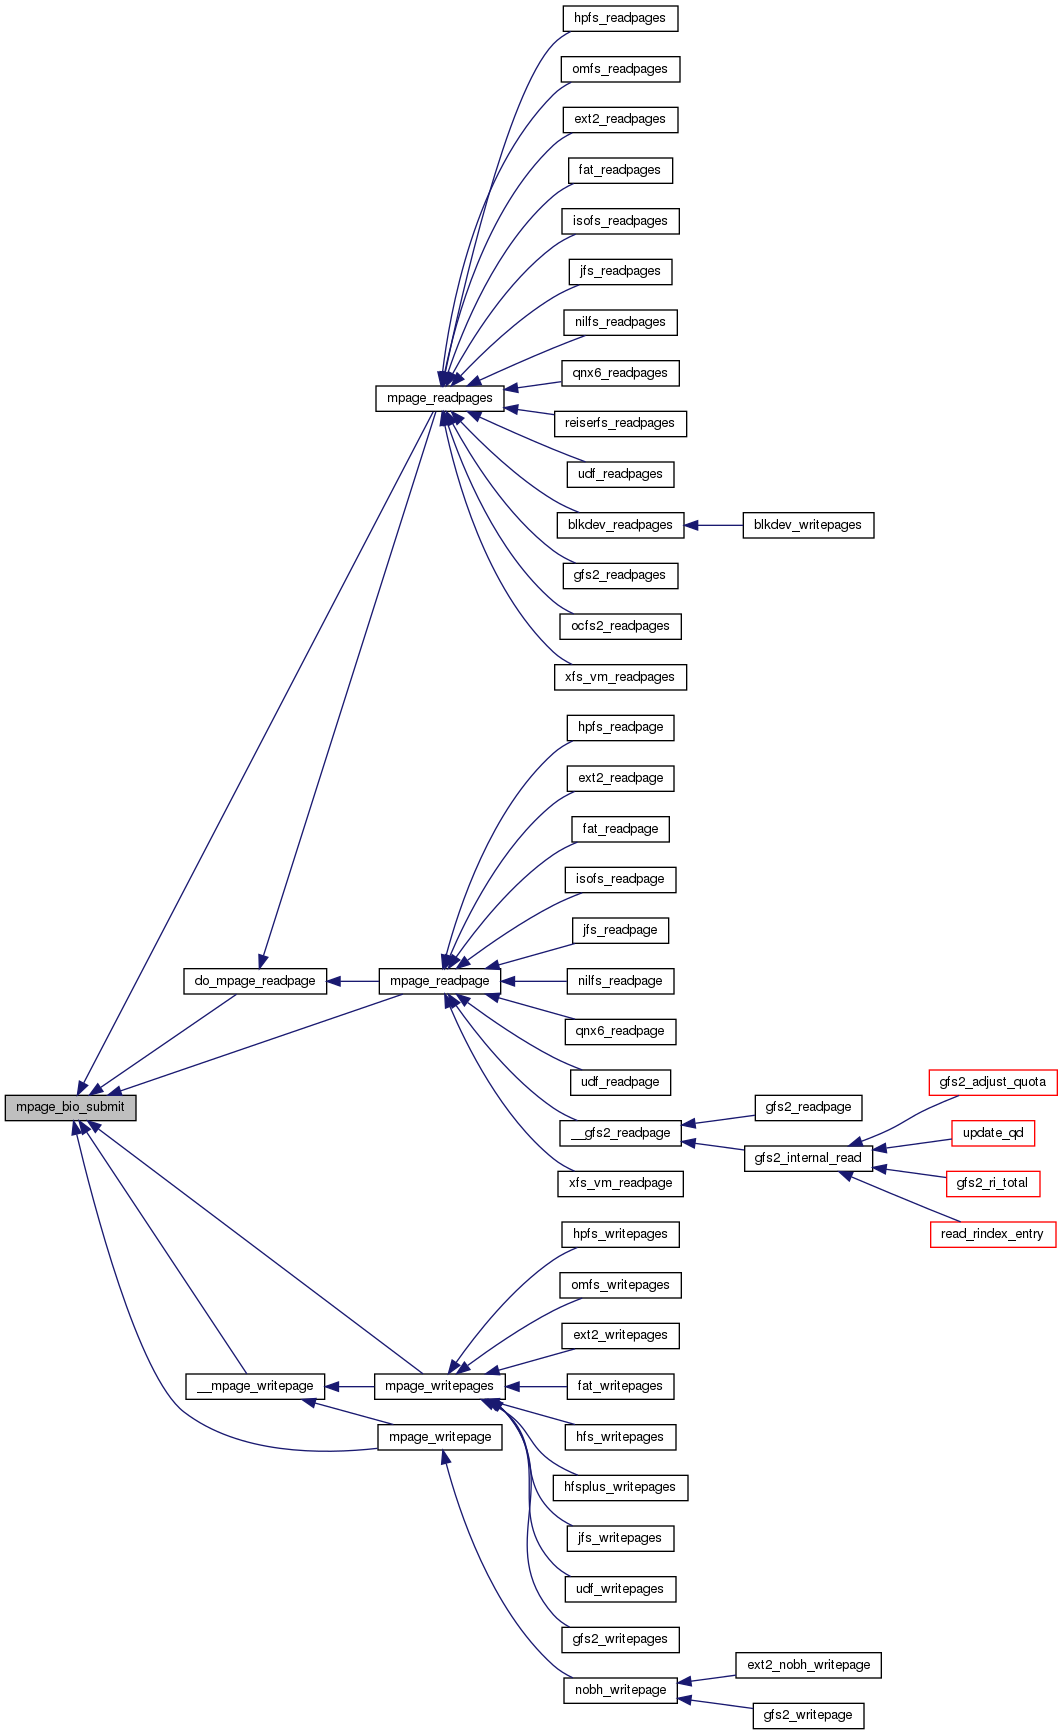 hpfs_readpages
omfs_readpages
ext2_readpages
fat_readpages
isofs_readpages
jfs_readpages
nilfs_readpages
qnx6_readpages
mpage_readpages
reiserfs_readpages
udf_readpages
blkdev_readpages
blkdev_writepages
gfs2_readpages
ocfs2_readpages
xfs_vm_readpages
hpfs_readpage
ext2_readpage
fat_readpage
isofs_readpage
jfs_readpage
do_mpage_readpage
mpage_readpage
nilfs_readpage
qnx6_readpage
udf_readpage
gfs2_adjust_quota
mpage_bio_submit
gfs2_readpage
__gfs2_readpage
update_qd
gfs2_internal_read
xfs_vm_readpage
gfs2_ri_total
hpfs_writepages
read_rindex_entry
omfs_writepages
ext2_writepages
__mpage_writepage
mpage_writepages
fat_writepages
mpage_writepage
hfs_writepages
hfsplus_writepages
jfs_writepages
udf_writepages
gfs2_writepages
ext2_nobh_writepage
nobh_writepage
gfs2_writepage